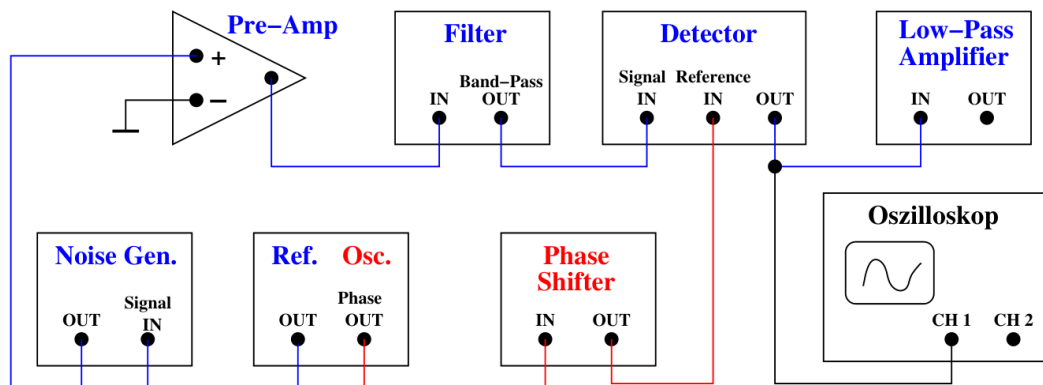 Pre-Amp
+
-
Filter
Band-Pass
IN OUT
Detector
Signal Reference
IN IN OUT
Low-Pass
Amplifier
IN OUT
Noise Gen.
Signal
OUT IN
Ref. Osc.
Phase
OUT OUT
Phase
Shifter
IN OUT
Oszilloskop
CH 1 CH 2